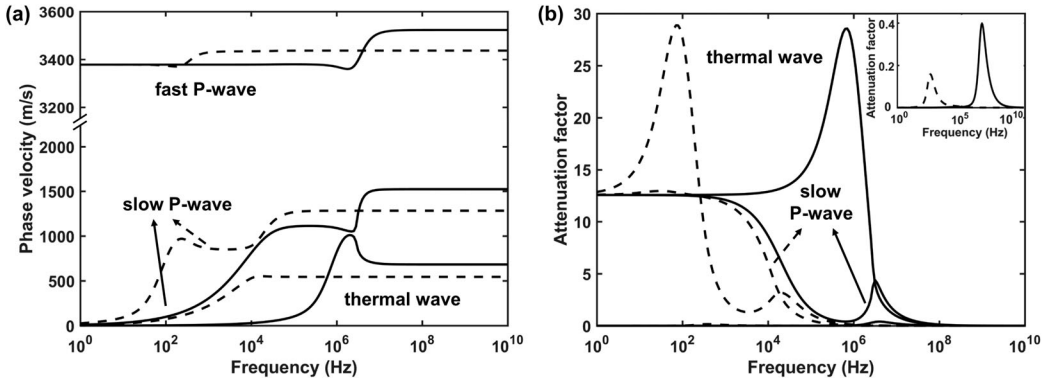 (a)
Phase velocity (m/s)
3600
3400
3200
1500
1000
500
0
fast P-wave
slow P-wave
thermal wave
10^0
10^2
10^4
10^6
10^8
10^10
Frequency (Hz)
(b)
Attenuation factor
30
25
20
15
10
5
0
thermal wave
slow
P-wave
10^0
10^2
10^4
10^6
10^8
10^10
Frequency (Hz)
Attenuation factor
0.4
0.2
0
10^0
10^5
10^10
Frequency (Hz)